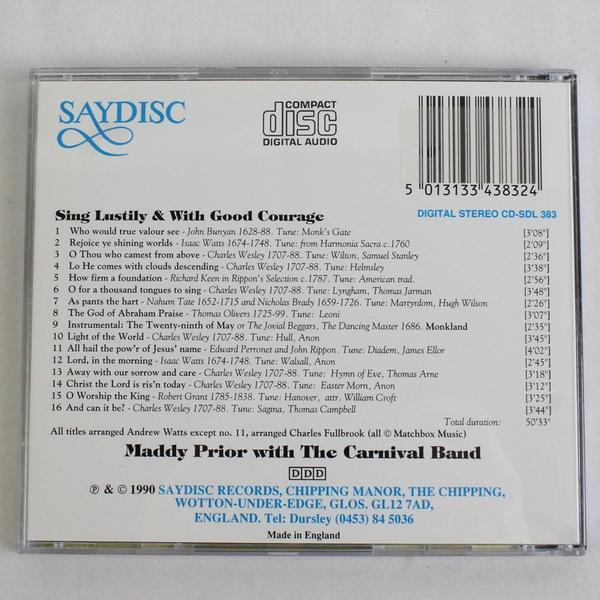 SAYDISC
COMPACT
disc
DIGITAL AUDIO
5 013133 438324
DIGITAL STEREO CD-SDL 383
Sing Lustily & With Good Courage
1 Who would true valour see - John Bunyan 1628-88. Tune: Monk's Gate [3'08"]
2 Rejoice ye shining worlds - Isaac Watts 1674-1748. Tune: from Harmonia Sacra c.1760 [2'09"]
3 O Thou who camest from above - Charles Wesley 1707-88. Tune: Wilton, Samuel Stanley [2'36"]
4 Lo He comes with clouds descending - Charles Wesley 1707-88. Tune: Helmsley [3'38"]
5 How firm a foundation - Richard Keen in Rippon's Selection c.1787. Tune: American trad. [2'56"]
6 O for a thousand tongues to sing - Charles Wesley 1707-88. Tune: Lyngham, Thomas Jarman [3'48"]
7 As pants the hart - Nahum Tate 1652-1715 and Nicholas Brady 1659-1726. Tune: Martyrdom, Hugh Wilson [2'26"]
8 The God of Abraham Praise - Thomas Olivers 1725-99. Tune: Leoni [3'07"]
9 Instrumental: The Twenty-ninth of May or The Jovial Beggars, The Dancing Master 1686. Monkland [2'35"]
10 Light of the World - Charles Wesley 1707-88. Tune: Hull, Anon [3'45"]
11 All hail the pow'r of Jesus' name - Edward Perronet and John Rippon. Tune: Diadem, James Ellor [4'02"]
12 Lord, in the morning - Isaac Watts 1674-1748. Tune: Walsall, Anon [2'45"]
13 Away with our sorrow and care - Charles Wesley 1707-88. Tune: Hymn of Eve, Thomas Arne [3'18"]
14 Christ the Lord is ris'n today - Charles Wesley 1707-88. Tune: Easter Morn, Anon [3'12"]
15 O Worship the King - Robert Grant 1785-1838. Tune: Hanover, attr. William Croft [3'25"]
16 And can it be? - Charles Wesley 1707-88. Tune: Sagina, Thomas Campbell [3'44"]
Total duration: 50'33"
All titles arranged Andrew Watts except no. 11, arranged Charles Fullbrook (all © Matchbox Music)
Maddy Prior with The Carnival Band
DDD
℗ & © 1990 SAYDISC RECORDS, CHIPPING MANOR, THE CHIPPING,
WOTTON-UNDER-EDGE, GLOS. GL12 7AD,
ENGLAND. Tel: Dursley (0453) 84 5036
Made in England